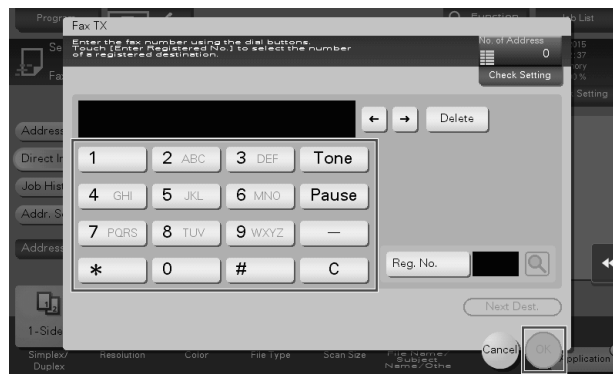 Fax TX
Enter the fax number using the dial buttons.
Touch [Enter Registered No.] to select the number
of a registered destination.
No. of Address
0
Check Setting
← → Delete
1 2 ABC 3 DEF Tone
4 GHI 5 JKL 6 MNO Pause
7 PQRS 8 TUV 9 WXYZ —
* 0 # C
Reg. No.
Next Dest.
Cancel OK
Address
Direct In
Job Hist
Addr. S
Address
1-Side
Simplex/
Duplex
Resolution Color File Type Scan Size File Name/
Subject
Name/Othe
pplication
Setting